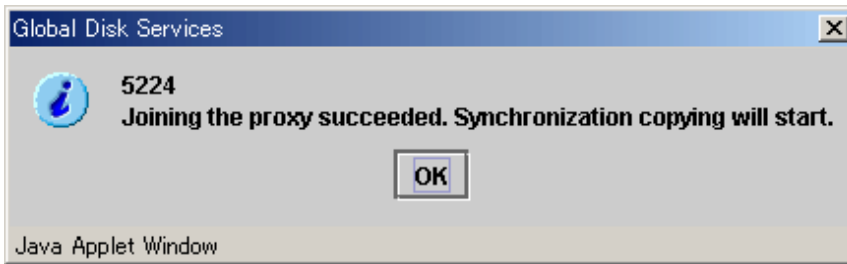 Global Disk Services
5224
Joining the proxy succeeded. Synchronization copying will start.
OK
Java Applet Window